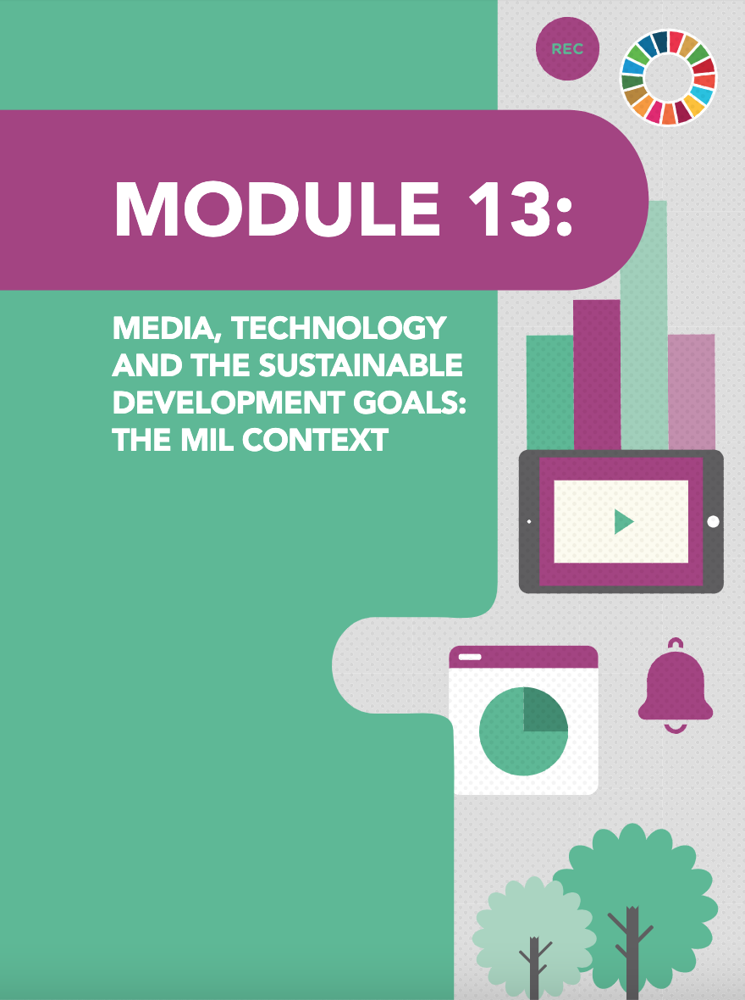 REC
MODULE 13:
MEDIA, TECHNOLOGY
AND THE SUSTAINABLE
DEVELOPMENT GOALS:
THE MIL CONTEXT